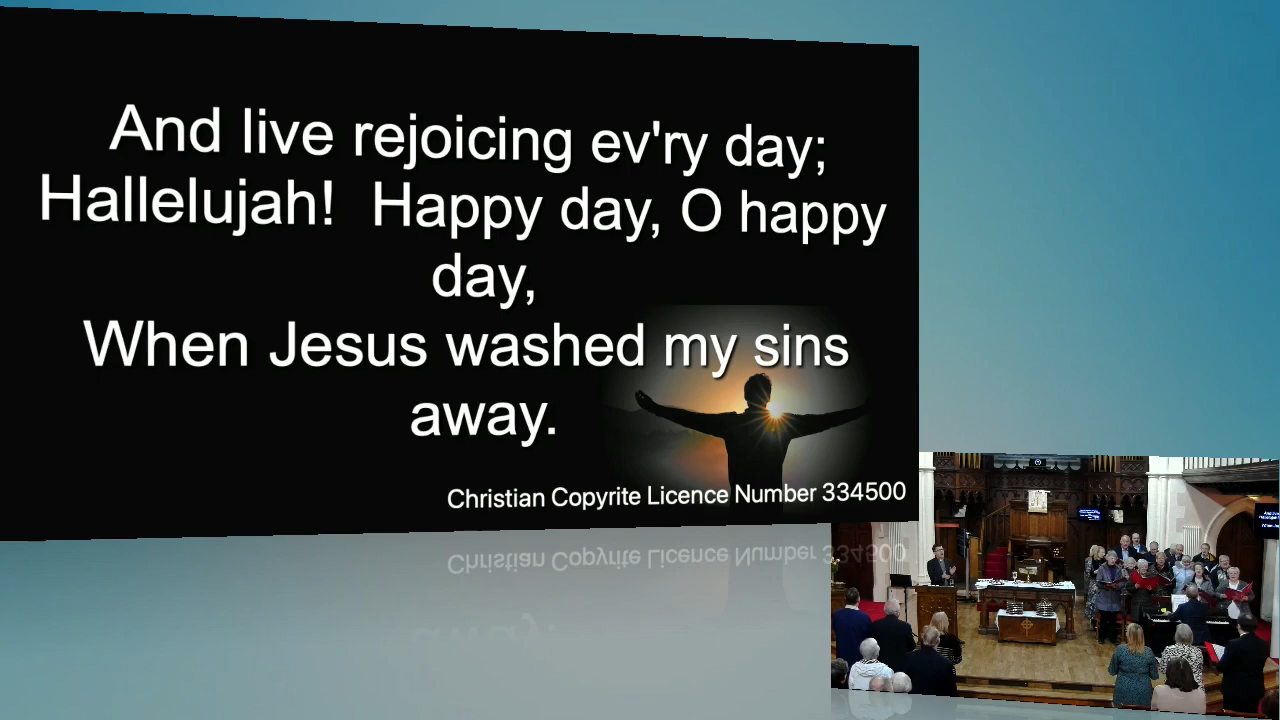 And live rejoicing ev'ry day;
Hallelujah!  Happy day, O happy
day,
When Jesus washed my sins
away.
Christian Copyrite Licence Number 334500